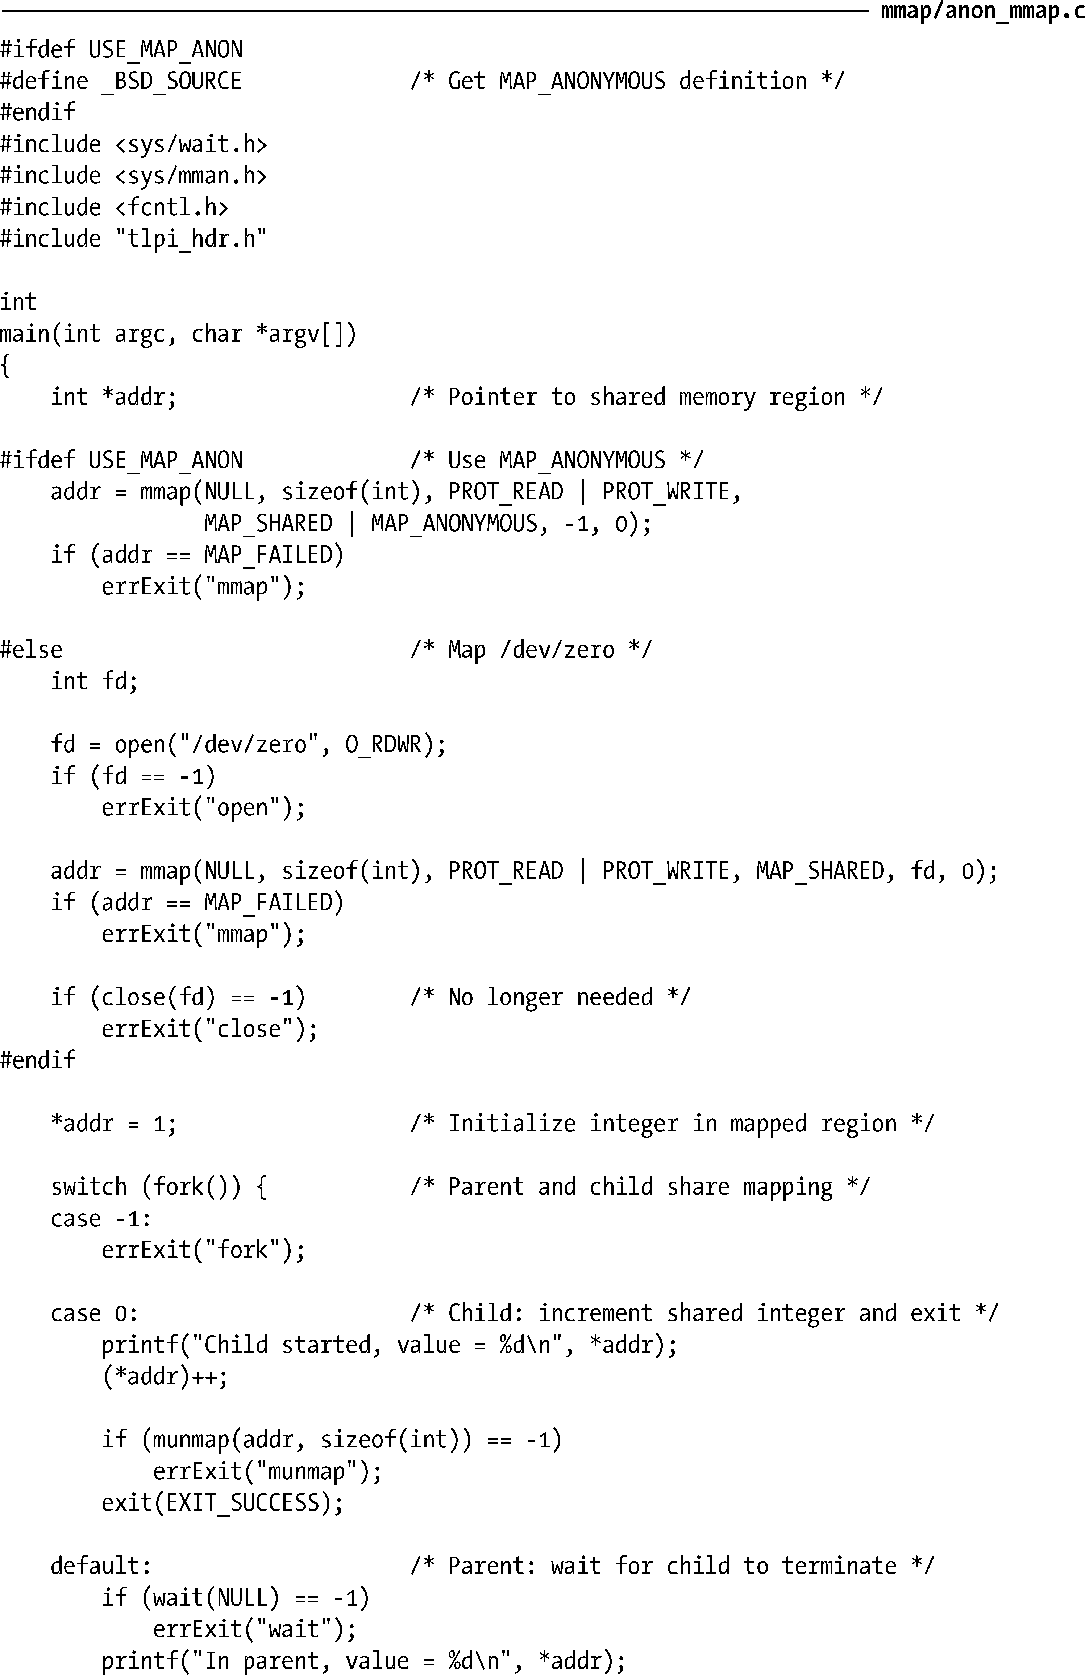 mmap/anon_mmap.c
#ifdef USE_MAP_ANON
#define _BSD_SOURCE             /* Get MAP_ANONYMOUS definition */
#endif
#include <sys/wait.h>
#include <sys/mman.h>
#include <fcntl.h>
#include "tlpi_hdr.h"

int
main(int argc, char *argv[])
{
    int *addr;                  /* Pointer to shared memory region */

#ifdef USE_MAP_ANON             /* Use MAP_ANONYMOUS */
    addr = mmap(NULL, sizeof(int), PROT_READ | PROT_WRITE,
                MAP_SHARED | MAP_ANONYMOUS, -1, 0);
    if (addr == MAP_FAILED)
        errExit("mmap");

#else                           /* Map /dev/zero */
    int fd;

    fd = open("/dev/zero", O_RDWR);
    if (fd == -1)
        errExit("open");

    addr = mmap(NULL, sizeof(int), PROT_READ | PROT_WRITE, MAP_SHARED, fd, 0);
    if (addr == MAP_FAILED)
        errExit("mmap");

    if (close(fd) == -1)        /* No longer needed */
        errExit("close");
#endif

    *addr = 1;                  /* Initialize integer in mapped region */

    switch (fork()) {           /* Parent and child share mapping */
    case -1:
        errExit("fork");

    case 0:                     /* Child: increment shared integer and exit */
        printf("Child started, value = %d\n", *addr);
        (*addr)++;

        if (munmap(addr, sizeof(int)) == -1)
            errExit("munmap");
        exit(EXIT_SUCCESS);

    default:                    /* Parent: wait for child to terminate */
        if (wait(NULL) == -1)
            errExit("wait");
        printf("In parent, value = %d\n", *addr);